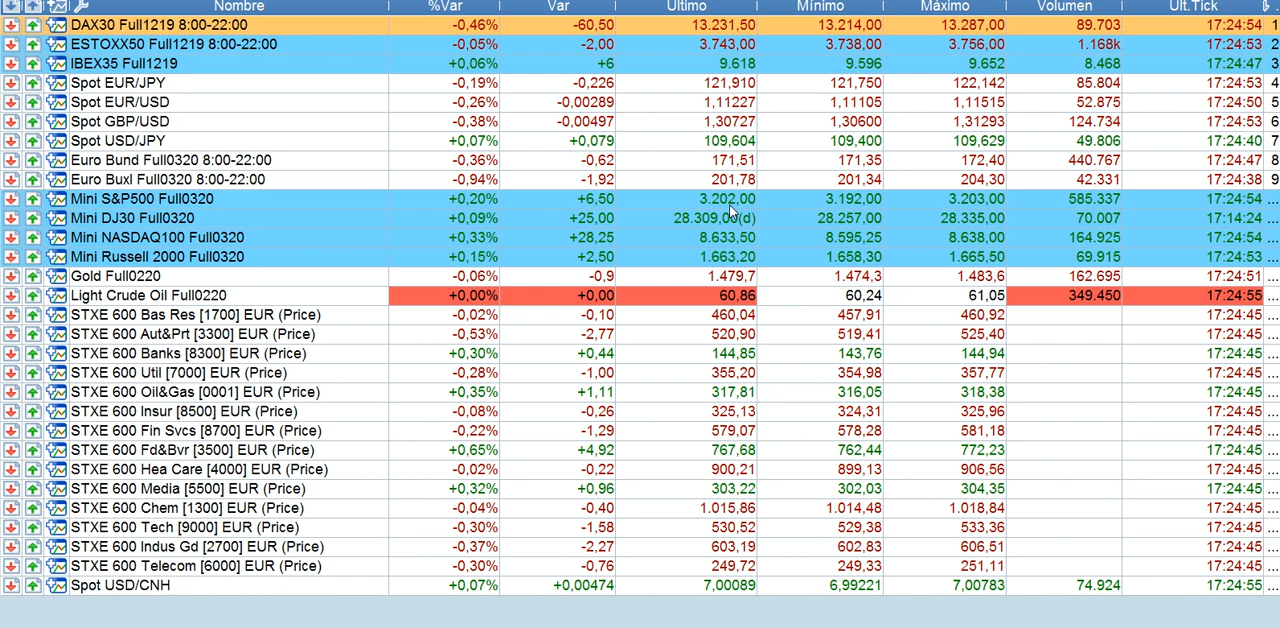 Nombre %Var Var Último Mínimo Máximo Volumen Últ.Tick
DAX30 Full1219 8:00-22:00 -0,46% -60,50 13.231,50 13.214,00 13.287,00 89.703 17:24:54 1
ESTOXX50 Full1219 8:00-22:00 -0,05% -2,00 3.743,00 3.738,00 3.756,00 1.168k 17:24:53 2
IBEX35 Full1219 +0,06% +6 9.618 9.596 9.652 8.468 17:24:47 3
Spot EUR/JPY -0,19% -0,226 121,910 121,750 122,142 85.804 17:24:53 4
Spot EUR/USD -0,26% -0,00289 1,11227 1,11105 1,11515 52.875 17:24:50 5
Spot GBP/USD -0,38% -0,00497 1,30727 1,30600 1,31293 124.734 17:24:53 6
Spot USD/JPY +0,07% +0,079 109,604 109,400 109,629 49.806 17:24:40 7
Euro Bund Full0320 8:00-22:00 -0,36% -0,62 171,51 171,35 172,40 440.767 17:24:47 8
Euro Buxl Full0320 8:00-22:00 -0,94% -1,92 201,78 201,34 204,30 42.331 17:24:38 9
Mini S&P500 Full0320 +0,20% +6,50 3.202,00 3.192,00 3.203,00 585.337 17:24:54 ...
Mini DJ30 Full0320 +0,09% +25,00 28.309,00(d) 28.257,00 28.335,00 70.007 17:14:24 ...
Mini NASDAQ100 Full0320 +0,33% +28,25 8.633,50 8.595,25 8.638,00 164.925 17:24:54 ...
Mini Russell 2000 Full0320 +0,15% +2,50 1.663,20 1.658,30 1.665,50 69.915 17:24:53 ...
Gold Full0220 -0,06% -0,9 1.479,7 1.474,3 1.483,6 162.695 17:24:51 ...
Light Crude Oil Full0220 +0,00% +0,00 60,86 60,24 61,05 349.450 17:24:55 ...
STXE 600 Bas Res [1700] EUR (Price) -0,02% -0,10 460,04 457,91 460,92 17:24:45 ...
STXE 600 Aut&Prt [3300] EUR (Price) -0,53% -2,77 520,90 519,41 525,40 17:24:45 ...
STXE 600 Banks [8300] EUR (Price) +0,30% +0,44 144,85 143,76 144,94 17:24:45 ...
STXE 600 Util [7000] EUR (Price) -0,28% -1,00 355,20 354,98 357,77 17:24:45 ...
STXE 600 Oil&Gas [0001] EUR (Price) +0,35% +1,11 317,81 316,05 318,38 17:24:45 ...
STXE 600 Insur [8500] EUR (Price) -0,08% -0,26 325,13 324,31 325,96 17:24:45 ...
STXE 600 Fin Svcs [8700] EUR (Price) -0,22% -1,29 579,07 578,28 581,18 17:24:45 ...
STXE 600 Fd&Bvr [3500] EUR (Price) +0,65% +4,92 767,68 762,44 772,23 17:24:45 ...
STXE 600 Hea Care [4000] EUR (Price) -0,02% -0,22 900,21 899,13 906,56 17:24:45 ...
STXE 600 Media [5500] EUR (Price) +0,32% +0,96 303,22 302,03 304,35 17:24:45 ...
STXE 600 Chem [1300] EUR (Price) -0,04% -0,40 1.015,86 1.014,48 1.018,84 17:24:45 ...
STXE 600 Tech [9000] EUR (Price) -0,30% -1,58 530,52 529,38 533,36 17:24:45 ...
STXE 600 Indus Gd [2700] EUR (Price) -0,37% -2,27 603,19 602,83 606,51 17:24:45 ...
STXE 600 Telecom [6000] EUR (Price) -0,30% -0,76 249,72 249,33 251,11 17:24:45 ...
Spot USD/CNH +0,07% +0,00474 7,00089 6,99221 7,00783 74.924 17:24:55 ...